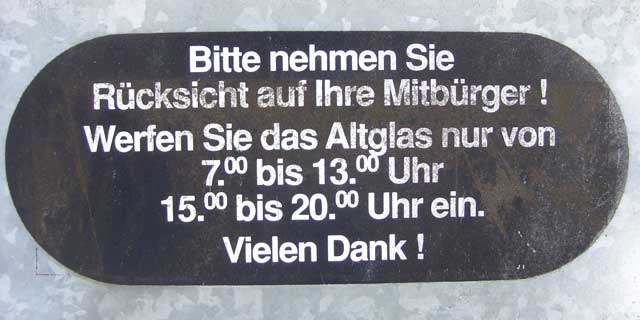 Bitte nehmen Sie
Rücksicht auf Ihre Mitbürger !
Werfen Sie das Altglas nur von
7.00 bis 13.00 Uhr
15.00 bis 20.00 Uhr ein.
Vielen Dank !